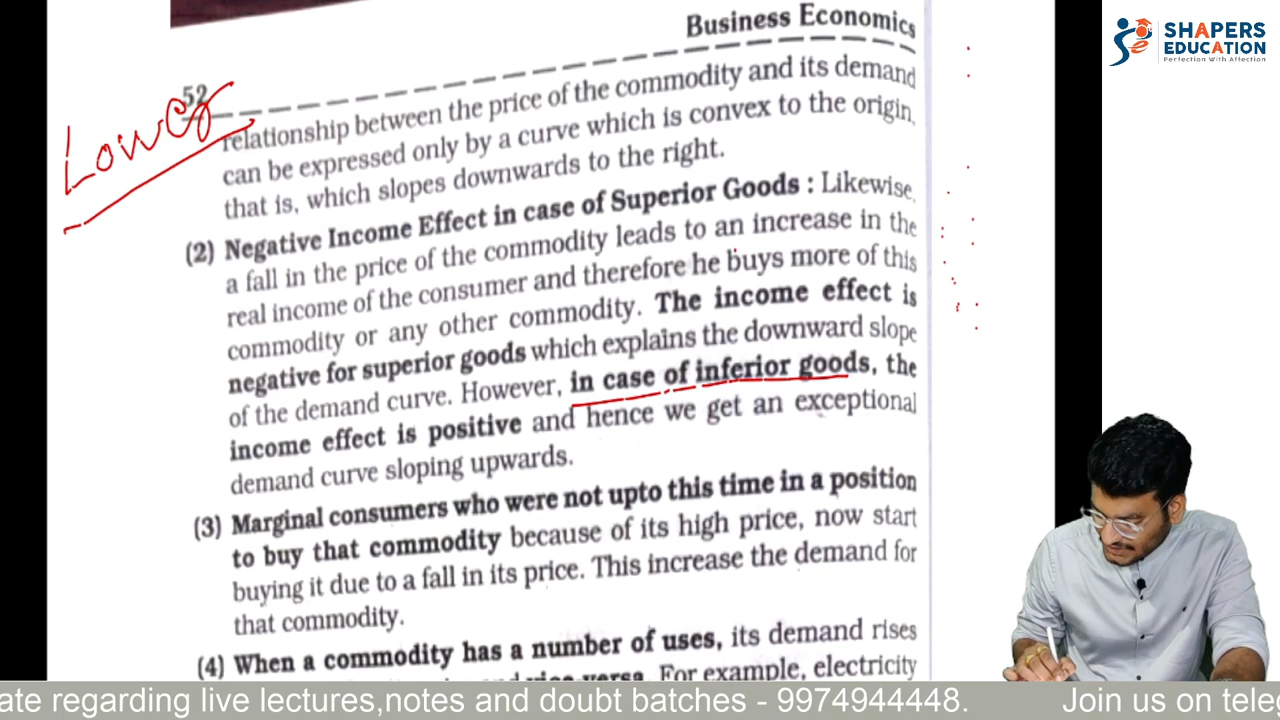 Business Economics
SHAPERS
EDUCATION
Perfection With Affection
52
Lower
relationship between the price of the commodity and its demand
can be expressed only by a curve which is convex to the origin,
that is, which slopes downwards to the right.
(2) Negative Income Effect in case of Superior Goods : Likewise,
a fall in the price of the commodity leads to an increase in the
real income of the consumer and therefore he buys more of this
commodity or any other commodity. The income effect is
negative for superior goods which explains the downward slope
of the demand curve. However, in case of inferior goods, the
income effect is positive and hence we get an exceptional
demand curve sloping upwards.
(3) Marginal consumers who were not upto this time in a position
to buy that commodity because of its high price, now start
buying it due to a fall in its price. This increase the demand for
that commodity.
(4) When a commodity has a number of uses, its demand rises
vice-versa. For example, electricity
ate regarding live lectures,notes and doubt batches - 9974944448. Join us on teleg